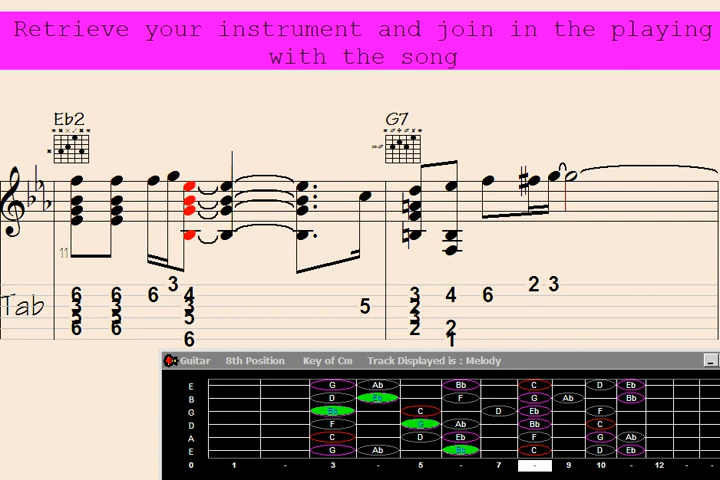 Retrieve your instrument and join in the playing
with the song
Eb2 G7
11
Tab
3 2 3
6 6 6 4 3 4 6
3 3 3 2 5
5 5 5 3
6 6 2 2
6 1
Guitar 8th Position Key of Cm Track Displayed is : Melody
E G Ab Bb C D Eb
B D Eb F G Ab Bb
G Bb C D Eb F
D F G Ab Bb C
A C D Eb F G Ab
E G Ab Bb C D Eb
0 1 - 3 - 5 - 7 - 9 10 - 12 - -